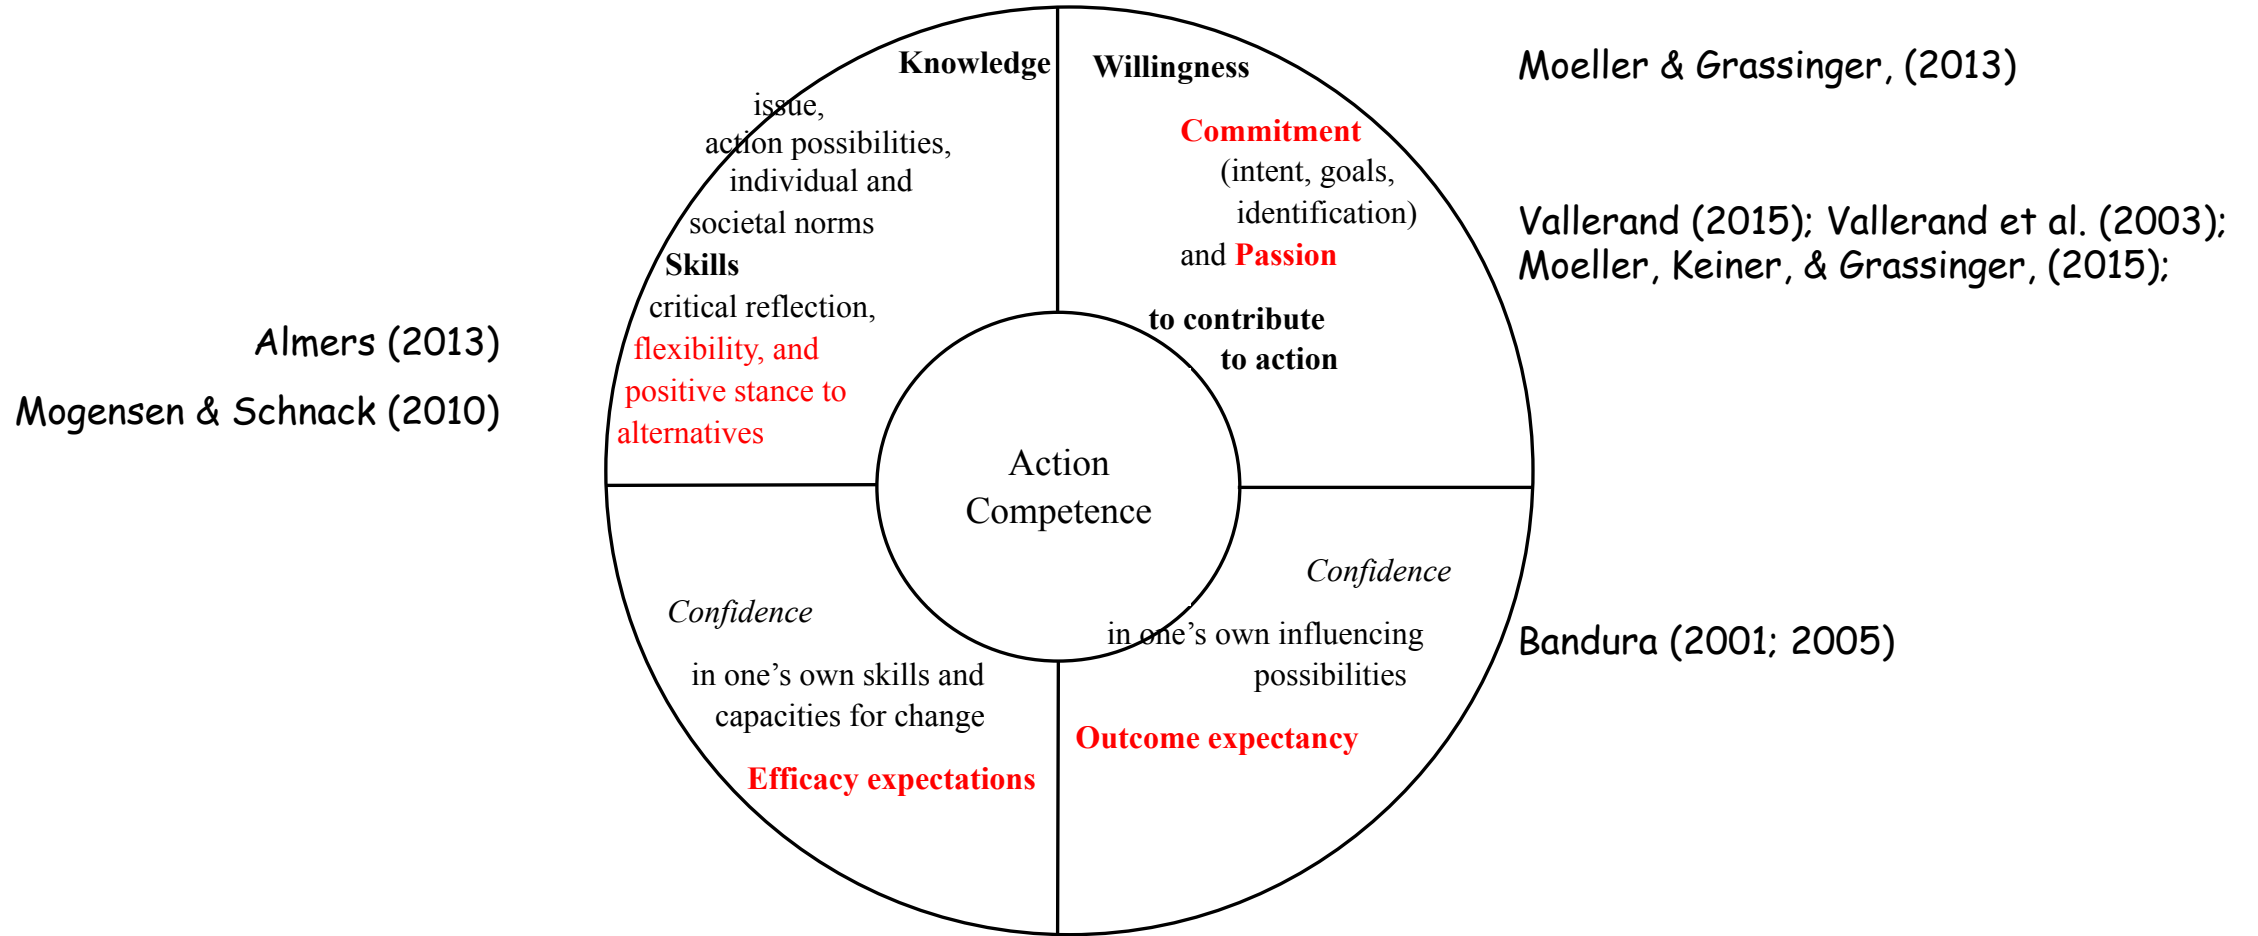 Knowledge
issue,
action possibilities,
individual and
societal norms
Skills
critical reflection,
flexibility, and
positive stance to
alternatives
Willingness
Commitment
(intent, goals,
identification)
and Passion
to contribute
to action
Moeller & Grassinger, (2013)
Vallerand (2015); Vallerand et al. (2003);
Moeller, Keiner, & Grassinger, (2015);
Almers (2013)
Mogensen & Schnack (2010)
Action
Competence
Confidence
in one’s own skills and
capacities for change
Efficacy expectations
Confidence
in one’s own influencing
possibilities
Outcome expectancy
Bandura (2001; 2005)